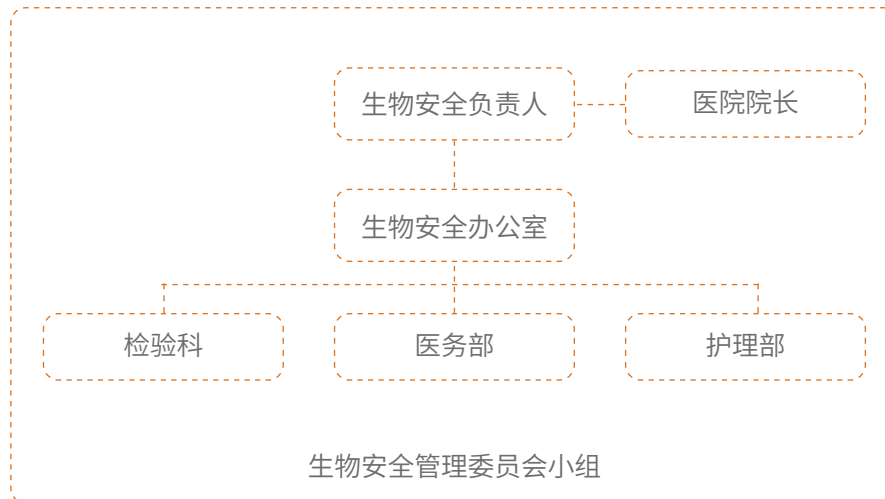 生物安全负责人
医院院长
生物安全办公室
检验科
医务部
护理部
生物安全管理委员会小组